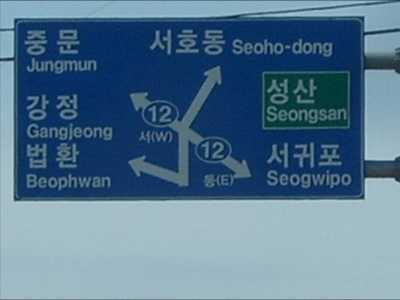 중문
Jungmun
서호동 Seoho-dong
강정
Gangjeong
법환
Beophwan
12
서(W)
12
동(E)
성산
Seongsan
서귀포
Seogwipo